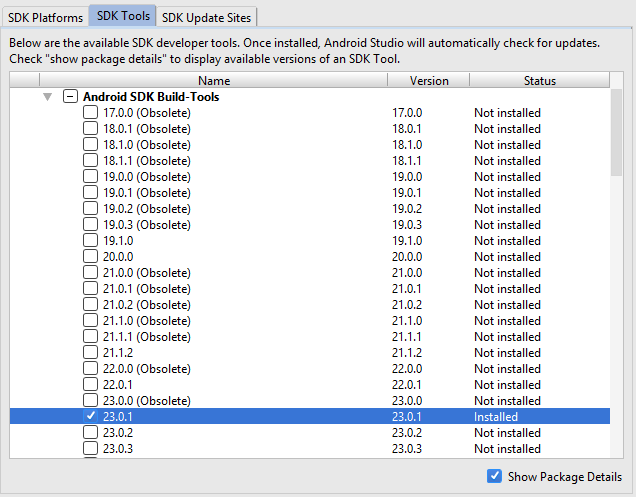 SDK Platforms SDK Tools SDK Update Sites
Below are the available SDK developer tools. Once installed, Android Studio will automatically check for updates.
Check "show package details" to display available versions of an SDK Tool.
Name Version Status
Android SDK Build-Tools
17.0.0 (Obsolete) 17.0.0 Not installed
18.0.1 (Obsolete) 18.0.1 Not installed
18.1.0 (Obsolete) 18.1.0 Not installed
18.1.1 (Obsolete) 18.1.1 Not installed
19.0.0 (Obsolete) 19.0.0 Not installed
19.0.1 (Obsolete) 19.0.1 Not installed
19.0.2 (Obsolete) 19.0.2 Not installed
19.0.3 (Obsolete) 19.0.3 Not installed
19.1.0 19.1.0 Not installed
20.0.0 20.0.0 Not installed
21.0.0 (Obsolete) 21.0.0 Not installed
21.0.1 (Obsolete) 21.0.1 Not installed
21.0.2 (Obsolete) 21.0.2 Not installed
21.1.0 (Obsolete) 21.1.0 Not installed
21.1.1 (Obsolete) 21.1.1 Not installed
21.1.2 21.1.2 Not installed
22.0.0 (Obsolete) 22.0.0 Not installed
22.0.1 22.0.1 Not installed
23.0.0 (Obsolete) 23.0.0 Not installed
23.0.1 23.0.1 Installed
23.0.2 23.0.2 Not installed
23.0.3 23.0.3 Not installed
Show Package Details